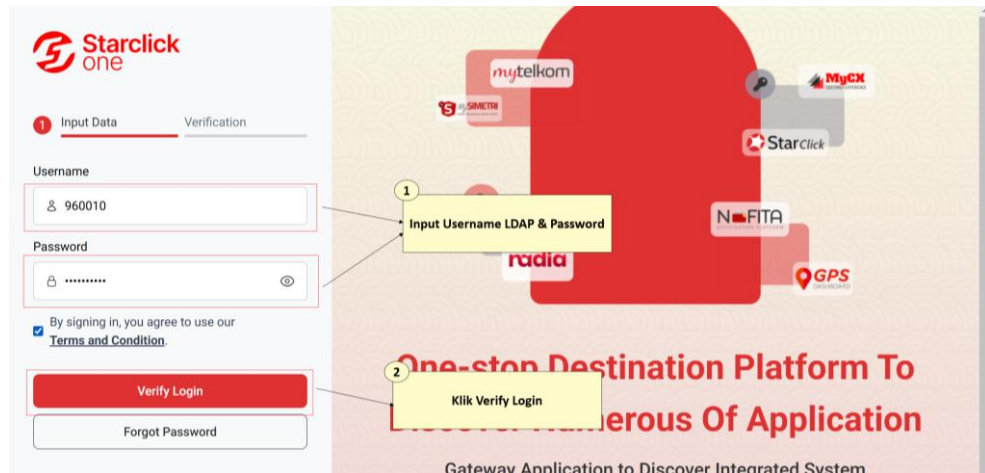 Starclick
one
1 Input Data
Verification
Username
960010
Password
By signing in, you agree to use our
Terms and Condition.
Verify Login
Forgot Password
mytelkom
SIMETRI
MyCX
Starclick
1
Input Username LDAP & Password
NFITA
radia
GPS
DASHBOARD
One-stop Destination Platform To
2
Klik Verify Login
Discover Numerous Of Application
Gateway Application to Discover Integrated System